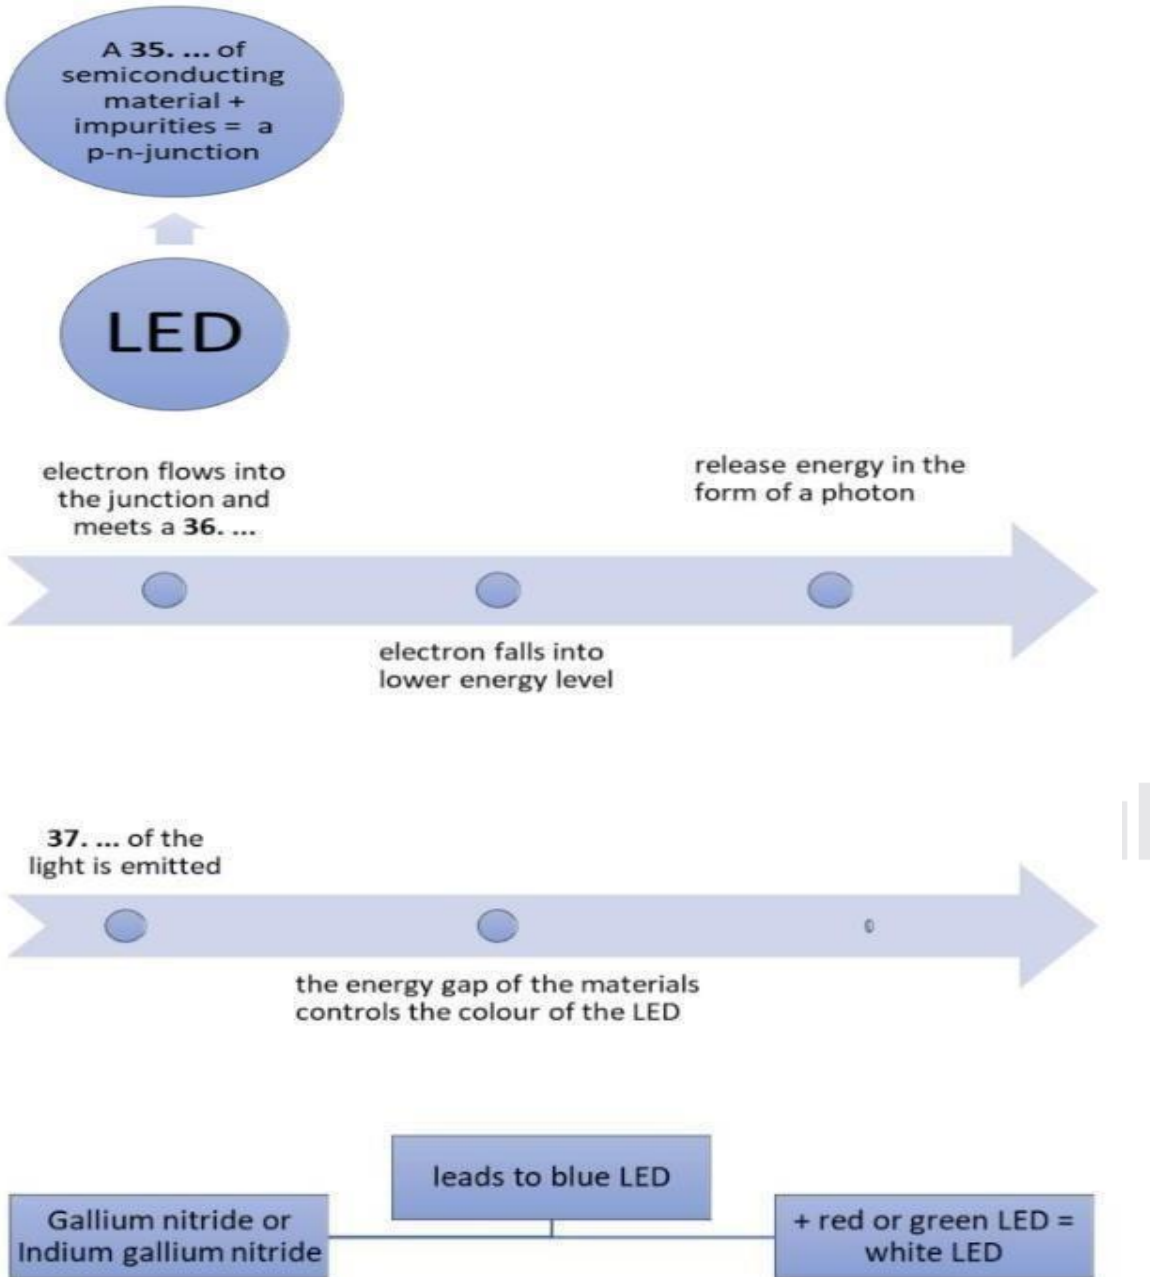 A 35. ... of
semiconducting
material +
impurities = a
p-n-junction
LED
electron flows into
the junction and
meets a 36. ...
release energy in the
form of a photon
electron falls into
lower energy level
37. ... of the
light is emitted
the energy gap of the materials
controls the colour of the LED
leads to blue LED
Gallium nitride or
Indium gallium nitride
+ red or green LED =
white LED